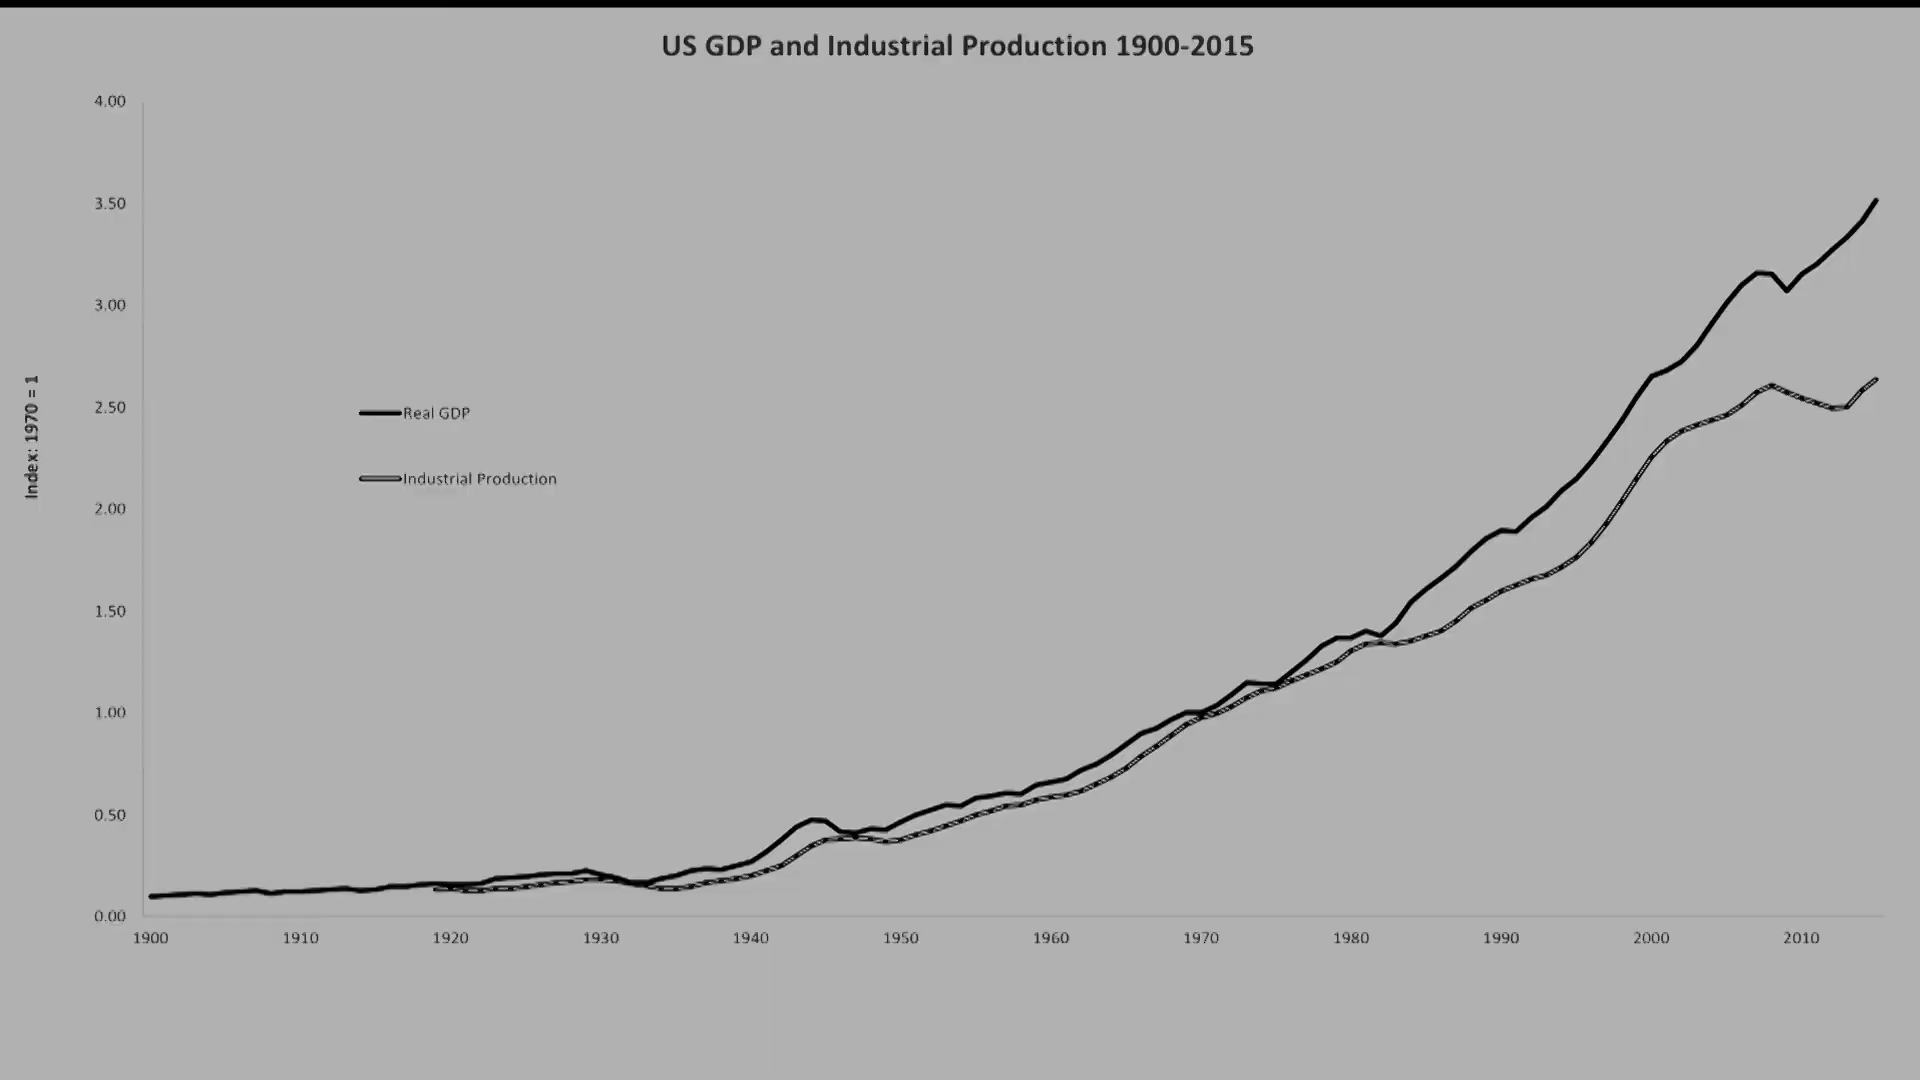 US GDP and Industrial Production 1900-2015
4.00
3.50
3.00
2.50
2.00
1.50
1.00
0.50
0.00
Index: 1970 = 1
Real GDP
Industrial Production
1900 1910 1920 1930 1940 1950 1960 1970 1980 1990 2000 2010